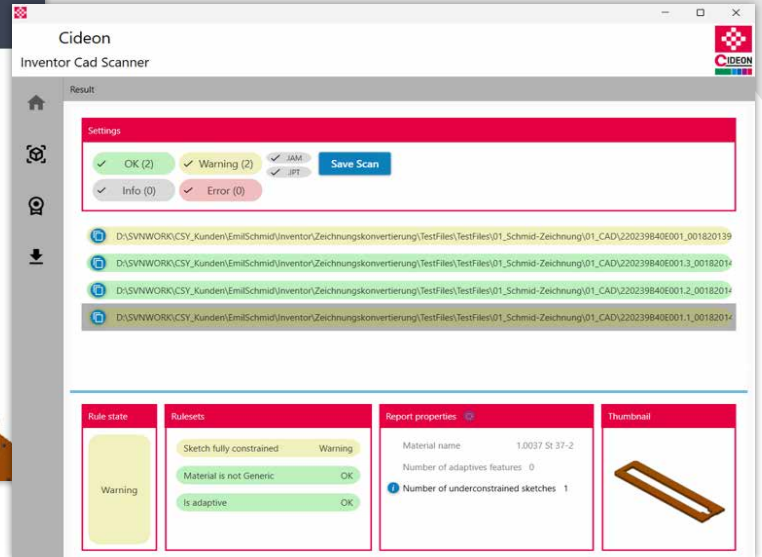 Cideon
Inventor Cad Scanner
CIDEON
Result
Settings
OK (2)
Warning (2)
.IAM
.IPT
Save Scan
Info (0)
Error (0)
D:\SVNWORK\CSY_Kunden\EmilSchmid\Inventor\Zeichnungskonvertierung\TestFiles\TestFiles\01_Schmid-Zeichnung\01_CAD\220239B40E001_001820139
D:\SVNWORK\CSY_Kunden\EmilSchmid\Inventor\Zeichnungskonvertierung\TestFiles\TestFiles\01_Schmid-Zeichnung\01_CAD\220239B40E001.3_00182014
D:\SVNWORK\CSY_Kunden\EmilSchmid\Inventor\Zeichnungskonvertierung\TestFiles\TestFiles\01_Schmid-Zeichnung\01_CAD\220239B40E001.2_00182014
D:\SVNWORK\CSY_Kunden\EmilSchmid\Inventor\Zeichnungskonvertierung\TestFiles\TestFiles\01_Schmid-Zeichnung\01_CAD\220239B40E001.1_00182014
Rule state
Warning
Rulesets
Sketch fully constrained Warning
Material is not Generic OK
Is adaptive OK
Report properties
Material name 1.0037 St 37-2
Number of adaptives features 0
Number of underconstrained sketches 1
Thumbnail